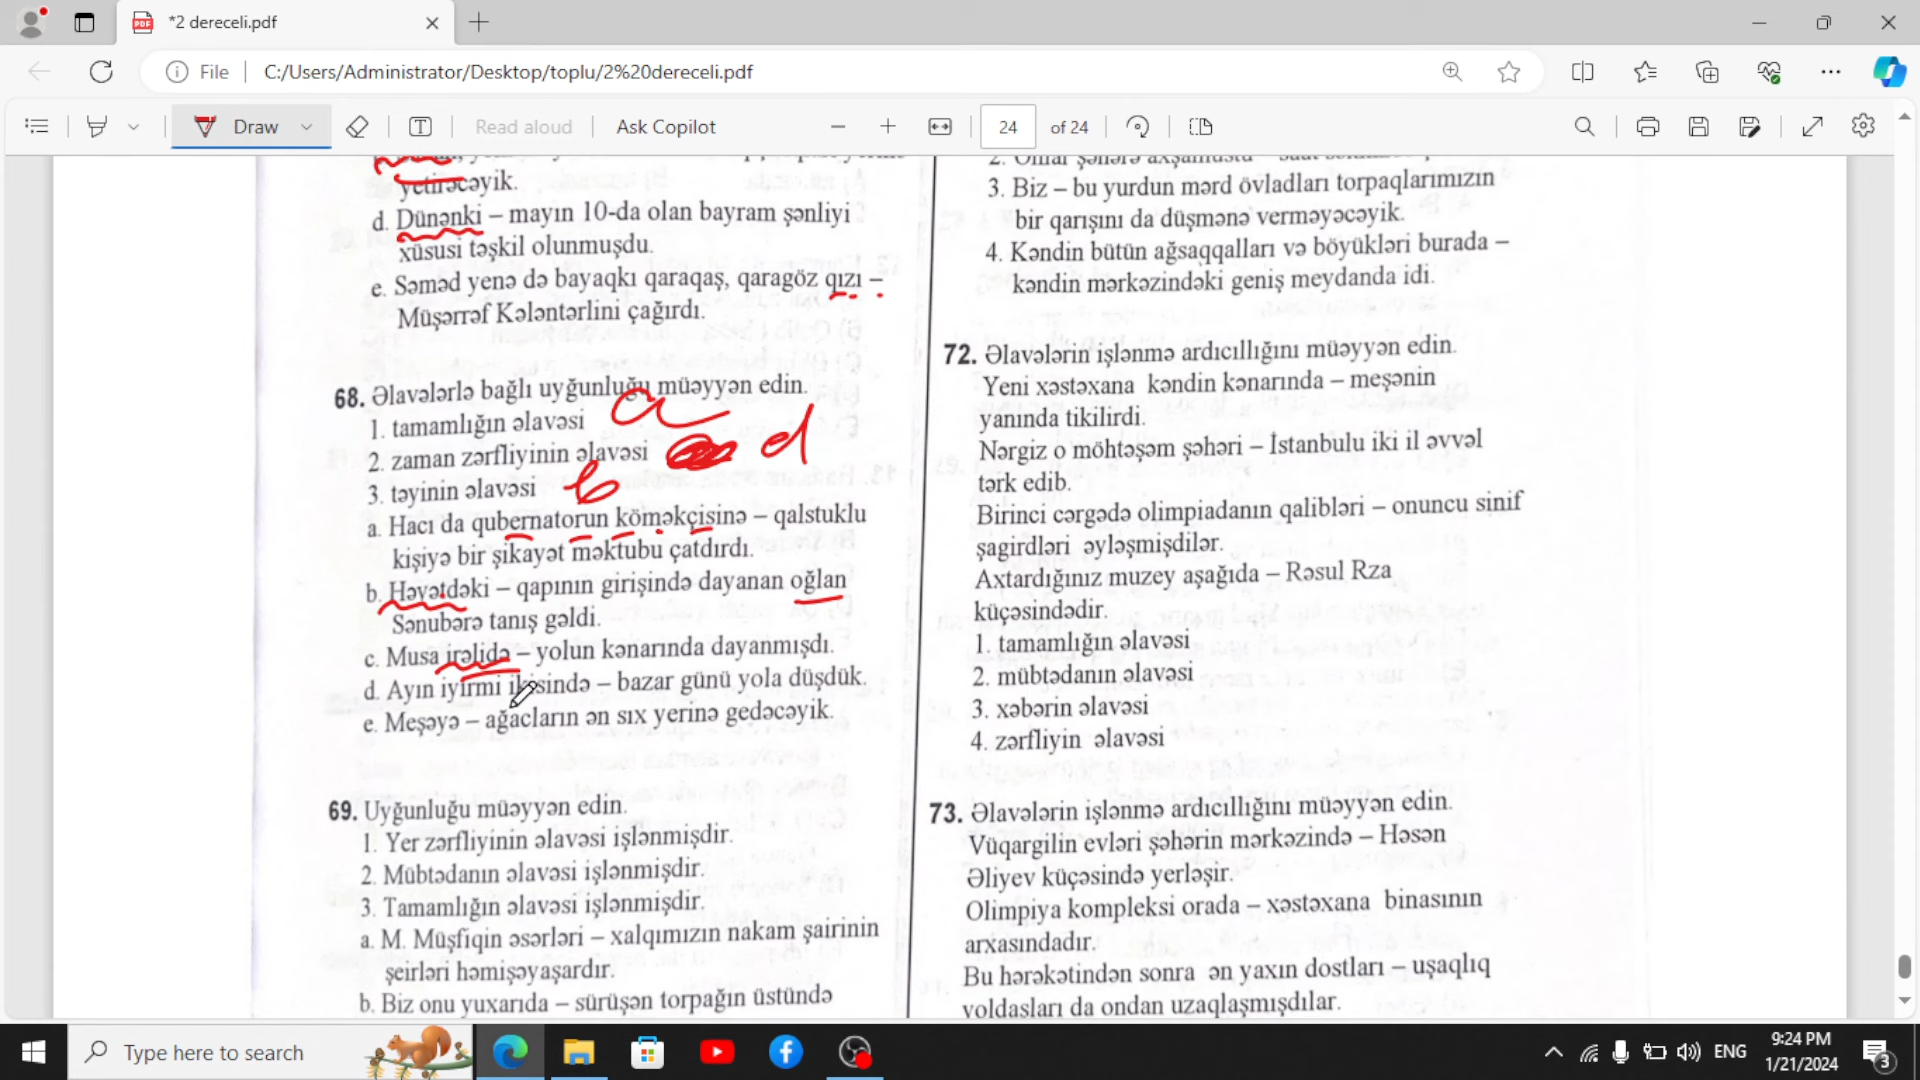 *2 dereceli.pdf
File
C:/Users/Administrator/Desktop/toplu/2%20dereceli.pdf
Draw
Read aloud
Ask Copilot
24 of 24
yetirəcəyik.
d. Dünənki – mayın 10-da olan bayram şənliyi
xüsusi təşkil olunmuşdu.
e. Səməd yenə də bayaqkı qaraqaş, qaragöz qızı –
Müşərrəf Kələntərlini çağırdı.
68. Əlavələrlə bağlı uyğunluğu müəyyən edin.
1. tamamlığın əlavəsi a
2. zaman zərfliyinin əlavəsi d
3. təyinin əlavəsi b
a. Hacı da qubernatorun köməkçisinə – qalstuklu
kişiyə bir şikayət məktubu çatdırdı.
b. Həyətdəki – qapının girişində dayanan oğlan
Sənubərə tanış gəldi.
c. Musa irəlidə – yolun kənarında dayanmışdı.
d. Ayın iyirmi ikisində – bazar günü yola düşdük.
e. Meşəyə – ağacların ən sıx yerinə gedəcəyik.
69. Uyğunluğu müəyyən edin.
1. Yer zərfliyinin əlavəsi işlənmişdir.
2. Mübtədanın əlavəsi işlənmişdir.
3. Tamamlığın əlavəsi işlənmişdir.
a. M. Müşfiqin əsərləri – xalqımızın nakam şairinin
şeirləri həmişəyaşardır.
b. Biz onu yuxarıda – sürüşən torpağın üstündə
3. Biz – bu yurdun mərd övladları torpaqlarımızın
bir qarışını da düşmənə verməyəcəyik.
4. Kəndin bütün ağsaqqalları və böyükləri burada –
kəndin mərkəzindəki geniş meydanda idi.
72. Əlavələrin işlənmə ardıcıllığını müəyyən edin.
Yeni xəstəxana kəndin kənarında – meşənin
yanında tikilirdi.
Nərgiz o möhtəşəm şəhəri – İstanbulu iki il əvvəl
tərk edib.
Birinci cərgədə olimpiadanın qalibləri – onuncu sinif
şagirdləri əyləşmişdilər.
Axtardığınız muzey aşağıda – Rəsul Rza
küçəsindədir.
1. tamamlığın əlavəsi
2. mübtədanın əlavəsi
3. xəbərin əlavəsi
4. zərfliyin əlavəsi
73. Əlavələrin işlənmə ardıcıllığını müəyyən edin.
Vüqargilin evləri şəhərin mərkəzində – Həsən
Əliyev küçəsində yerləşir.
Olimpiya kompleksi orada – xəstəxana binasının
arxasındadır.
Bu hərəkətindən sonra ən yaxın dostları – uşaqlıq
yoldaşları da ondan uzaqlaşmışdılar.
Type here to search
ENG
9:24 PM
1/21/2024
3